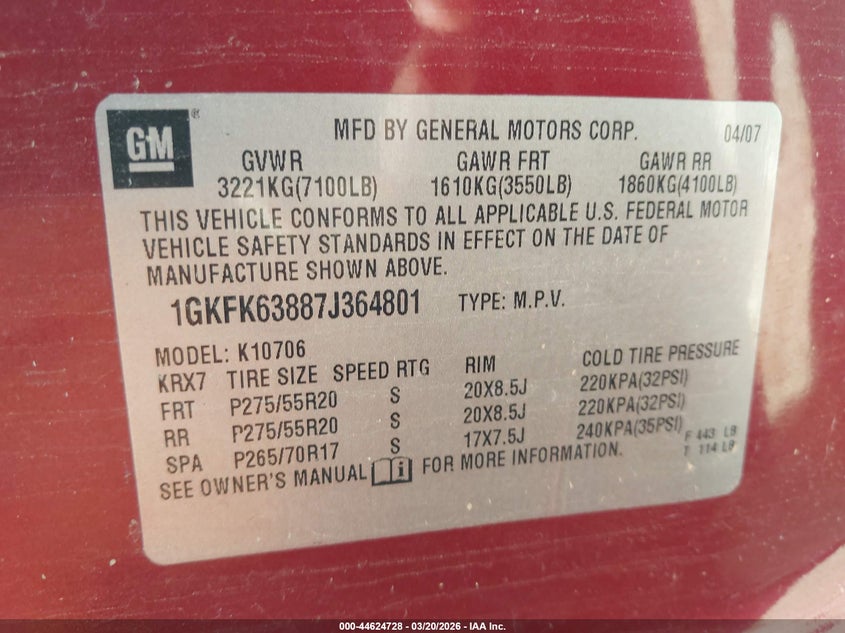 GM ®
MFD BY GENERAL MOTORS CORP. 04/07
GVWR GAWR FRT GAWR RR
3221KG(7100LB) 1610KG(3550LB) 1860KG(4100LB)
THIS VEHICLE CONFORMS TO ALL APPLICABLE U.S. FEDERAL MOTOR
VEHICLE SAFETY STANDARDS IN EFFECT ON THE DATE OF
MANUFACTURE SHOWN ABOVE.
1GKFK63887J364801 TYPE: M.P.V.
MODEL: K10706
KRX7 TIRE SIZE SPEED RTG RIM COLD TIRE PRESSURE
FRT P275/55R20 S 20X8.5J 220KPA(32PSI)
RR P275/55R20 S 20X8.5J 220KPA(32PSI)
SPA P265/70R17 S 17X7.5J 240KPA(35PSI) F 443 LB
SEE OWNER'S MANUAL i FOR MORE INFORMATION. T 114 LB
000-44624728 — 03/20/2026 — IAA Inc.